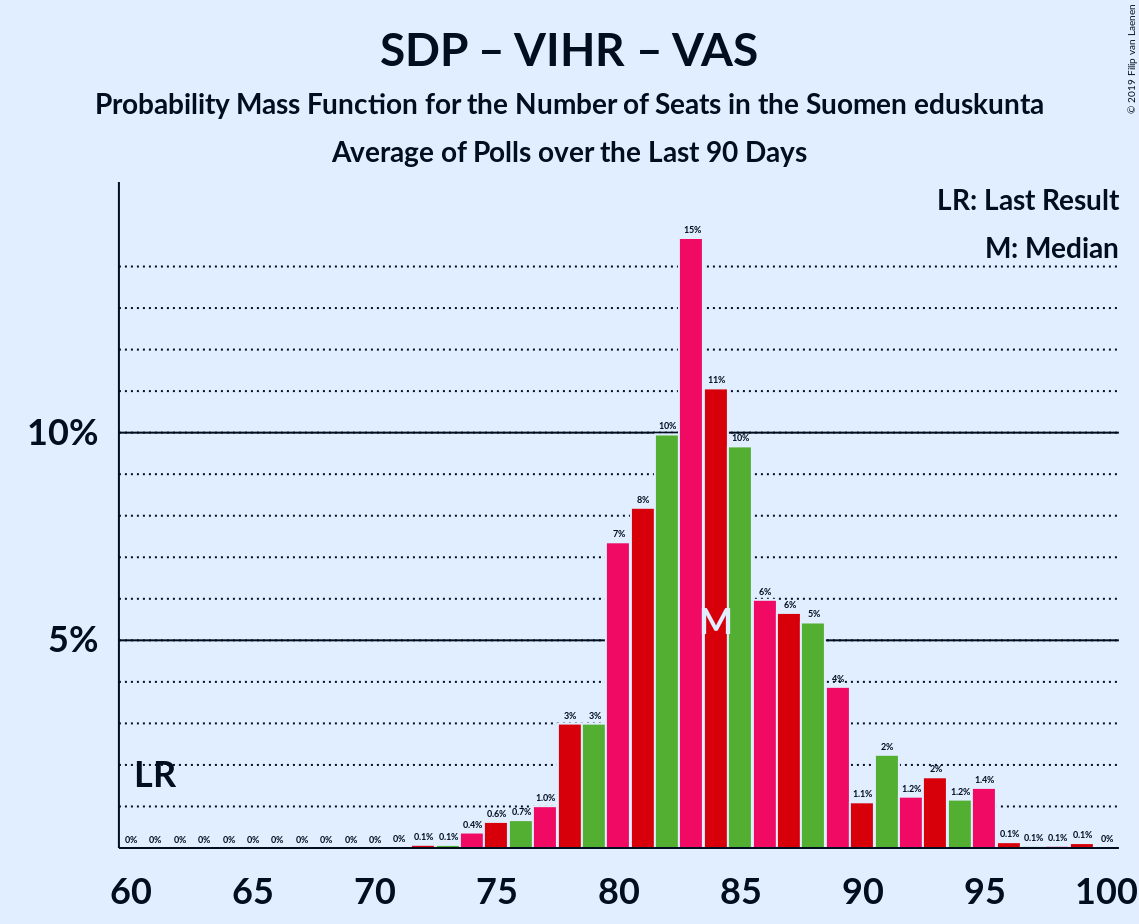 SDP – VIHR – VAS
Probability Mass Function for the Number of Seats in the Suomen eduskunta
Average of Polls over the Last 90 Days
© 2019 Filip van Laenen
LR: Last Result
M: Median
15%
11%
10%
10%
10%
8%
7%
6%
6%
5%
M
5%
4%
3%
3%
2%
2%
LR
1.4%
1.2%
1.2%
1.1%
1.0%
0.7%
0.6%
0.4%
0% 0% 0% 0% 0% 0% 0% 0% 0% 0% 0% 0% 0.1% 0.1% 0.1% 0.1% 0.1% 0.1% 0%
60 65 70 75 80 85 90 95 100